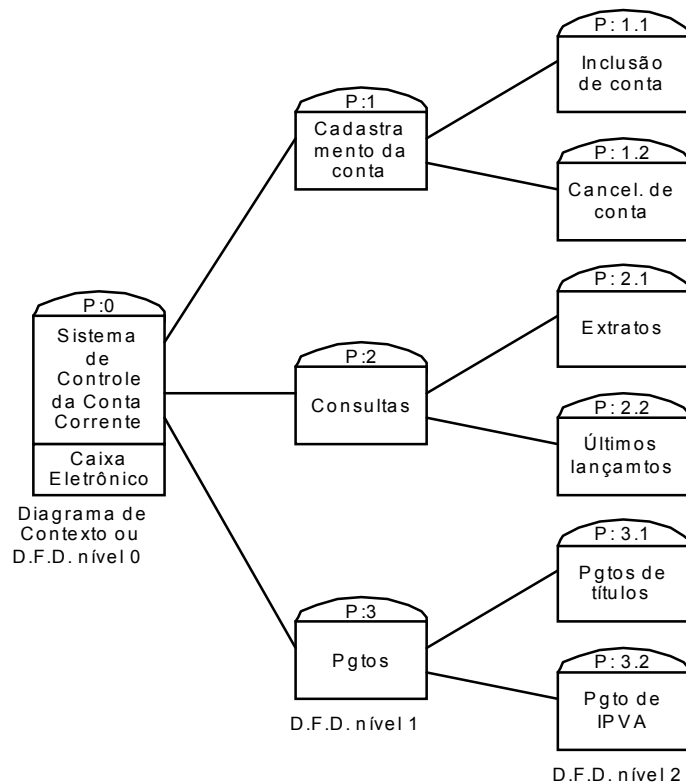 P:0
Sistema
de
Controle
da Conta
Corrente
Caixa
Eletrônico
Diagrama de
Contexto ou
D.F.D. nível 0
P:1
Cadastra
mento da
conta
P:2
Consultas
P:3
Pgtos
D.F.D. nível 1
P: 1.1
Inclusão
de conta
P: 1.2
Cancel. de
conta
P: 2.1
Extratos
P: 2.2
Últimos
lançamtos
P: 3.1
Pgtos de
títulos
P: 3.2
Pgto de
IPVA
D.F.D. nível 2